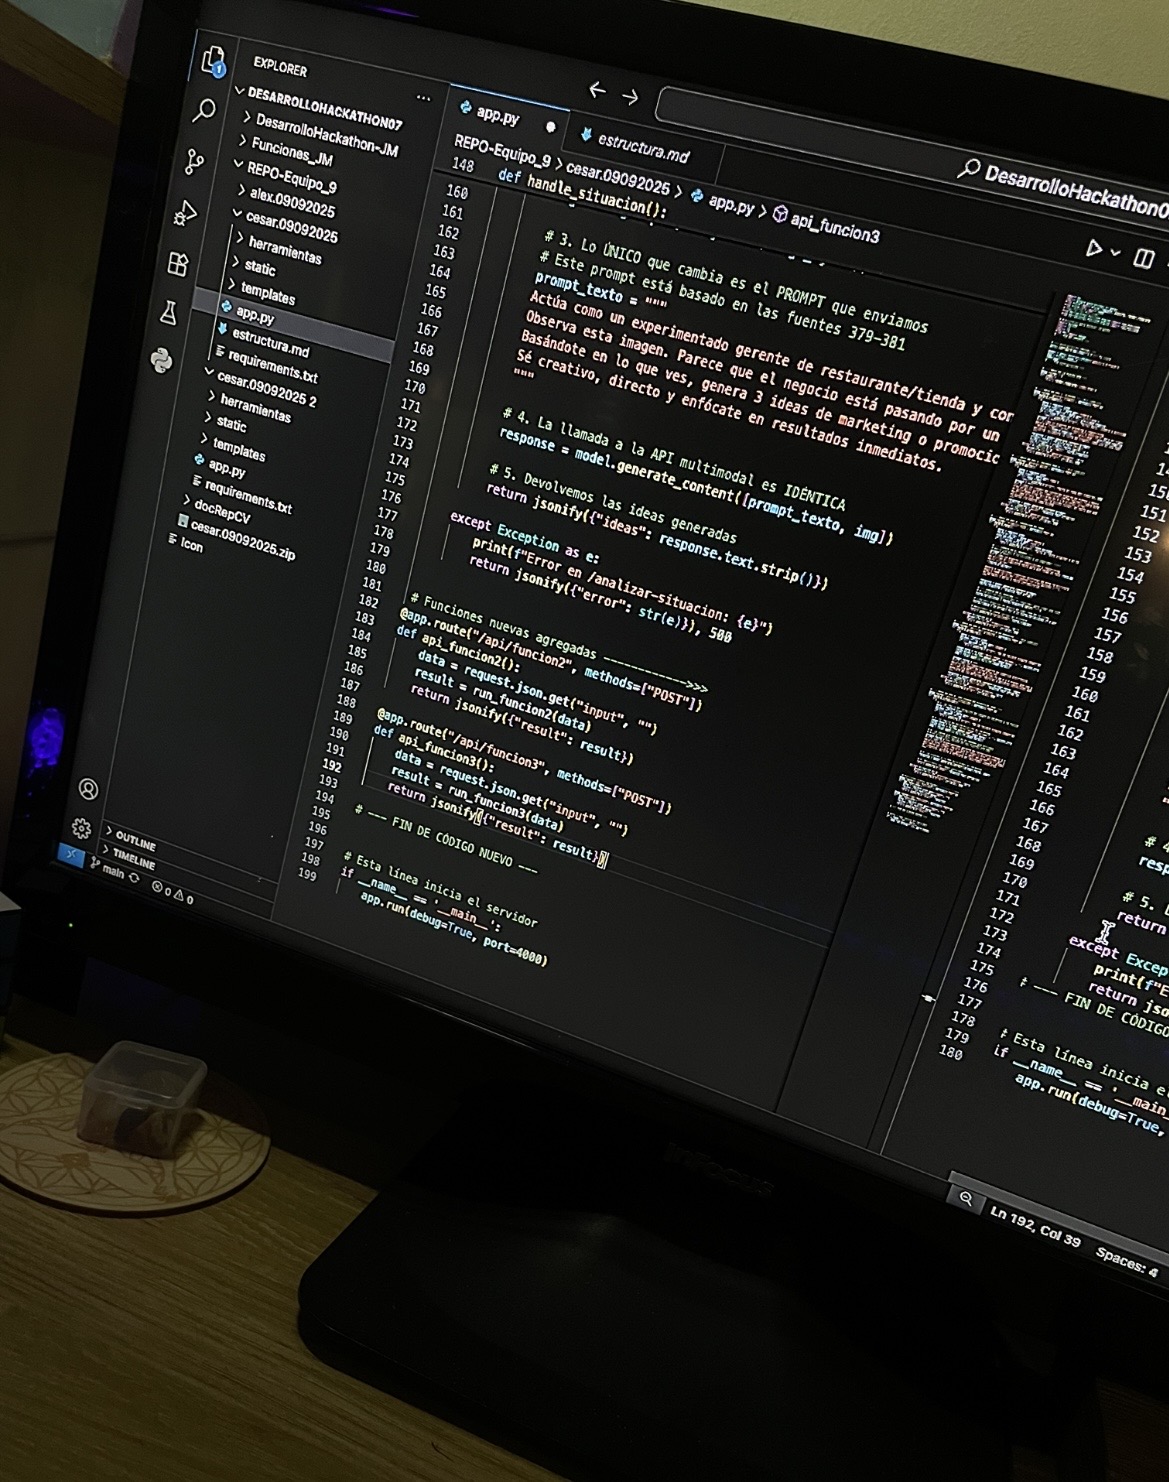 EXPLORER
DESARROLLOHACKATHON07
DesarrolloHackathon-JM
Funciones_JM
REPO-Equipo_9
alex.09092025
cesar.09092025
herramientas
static
templates
app.py
estructura.md
requirements.txt
cesar.09092025 2
herramientas
static
templates
app.py
requirements.txt
docRepCV
cesar.09092025.zip
Icon
OUTLINE
TIMELINE
main
0 0
app.py
estructura.md
DesarrolloHackathon0
REPO-Equipo_9 > cesar.09092025 > app.py > api_funcion3
148 def handle_situacion():
160
161
162 # 3. Lo ÚNICO que cambia es el PROMPT que enviamos
163 # Este prompt está basado en las fuentes 379-381
164 prompt_texto = """
165 Actúa como un experimentado gerente de restaurante/tienda y cor
166 Observa esta imagen. Parece que el negocio está pasando por un
167 Basándote en lo que ves, genera 3 ideas de marketing o promocic
168 Sé creativo, directo y enfócate en resultados inmediatos.
169 """
170
171 # 4. La llamada a la API multimodal es IDÉNTICA
172 response = model.generate_content([prompt_texto, img])
173
174 # 5. Devolvemos las ideas generadas
175 return jsonify({"ideas": response.text.strip()})
176
177 except Exception as e:
178 print(f"Error en /analizar-situacion: {e}")
179 return jsonify({"error": str(e)}), 500
180
181
182 # Funciones nuevas agregadas ------------>>>
183 @app.route("/api/funcion2", methods=["POST"])
184 def api_funcion2():
185 data = request.json.get("input", "")
186 result = run_funcion2(data)
187 return jsonify({"result": result})
188
189 @app.route("/api/funcion3", methods=["POST"])
190 def api_funcion3():
191 data = request.json.get("input", "")
192 result = run_funcion3(data)
193 return jsonify({"result": result})
194 # --- FIN DE CÓDIGO NUEVO ---
195
196
197 # Esta línea inicia el servidor
198 if __name__ == '__main__':
199 app.run(debug=True, port=4000)
151
152
153
154
155
156
157
158
159
160
161
162
163
164
165
166
167
168 # 4
169 resp
170
171 # 5.
172 return
173
174 except Excep
175 print(f"E
176 return jso
177 # --- FIN DE CÓDIGO
178
179 # Esta línea inicia el
180 if __name__ == '__main
app.run(debug=True,
Ln 192, Col 39
Spaces: 4
InFocus